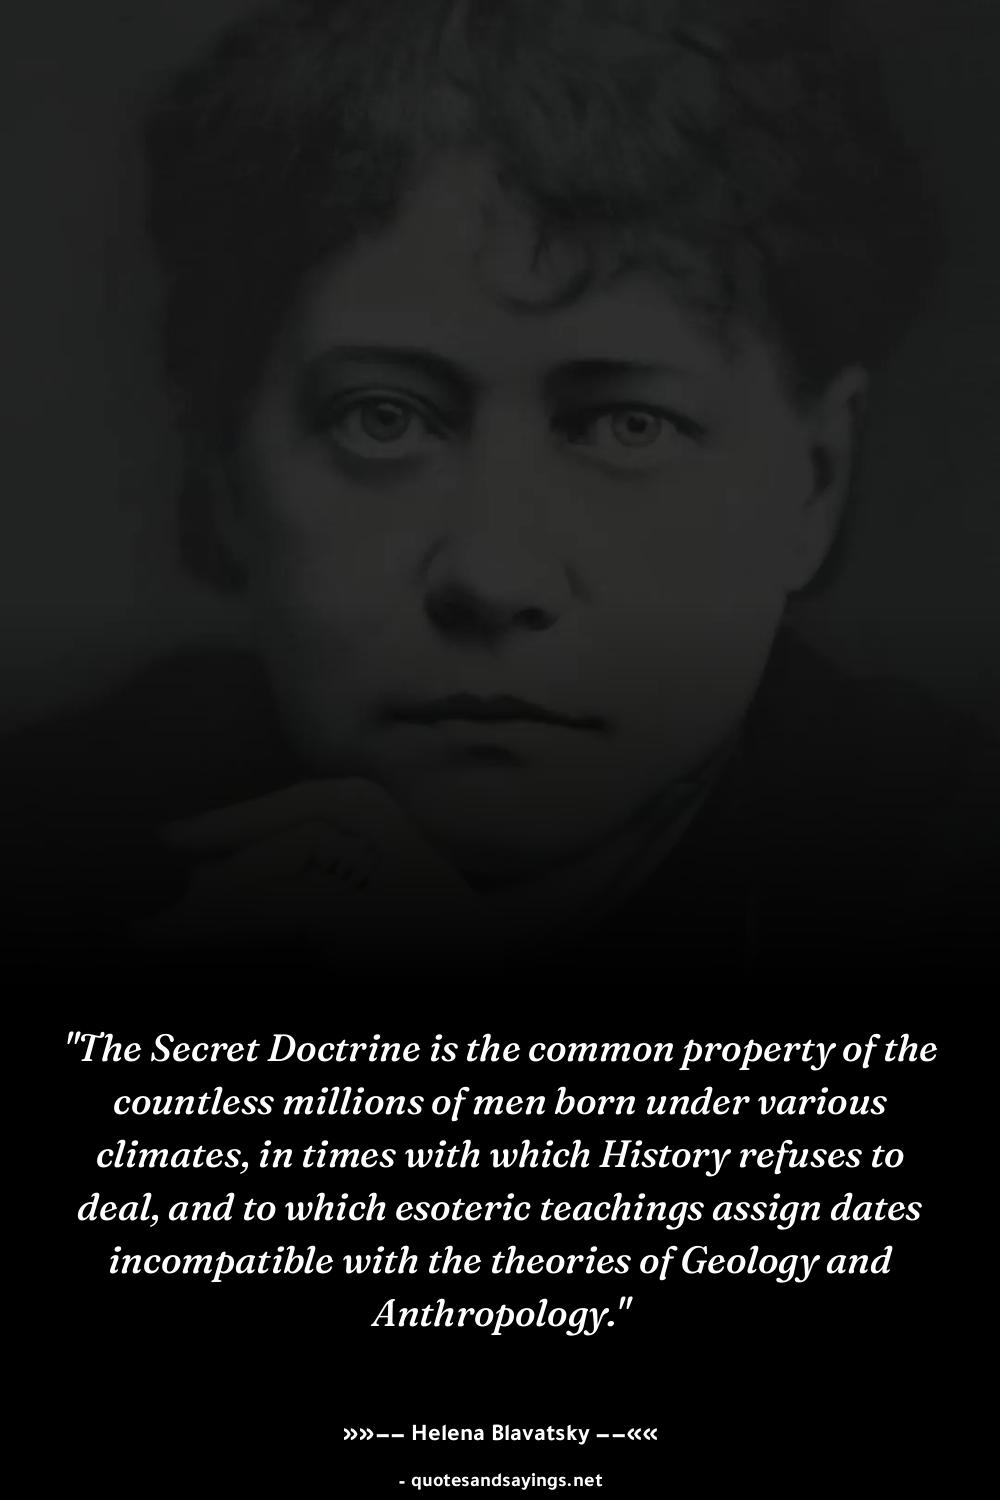 "The Secret Doctrine is the common property of the
countless millions of men born under various
climates, in times with which History refuses to
deal, and to which esoteric teachings assign dates
incompatible with the theories of Geology and
Anthropology."
»»–– Helena Blavatsky ––««
- quotesandsayings.net